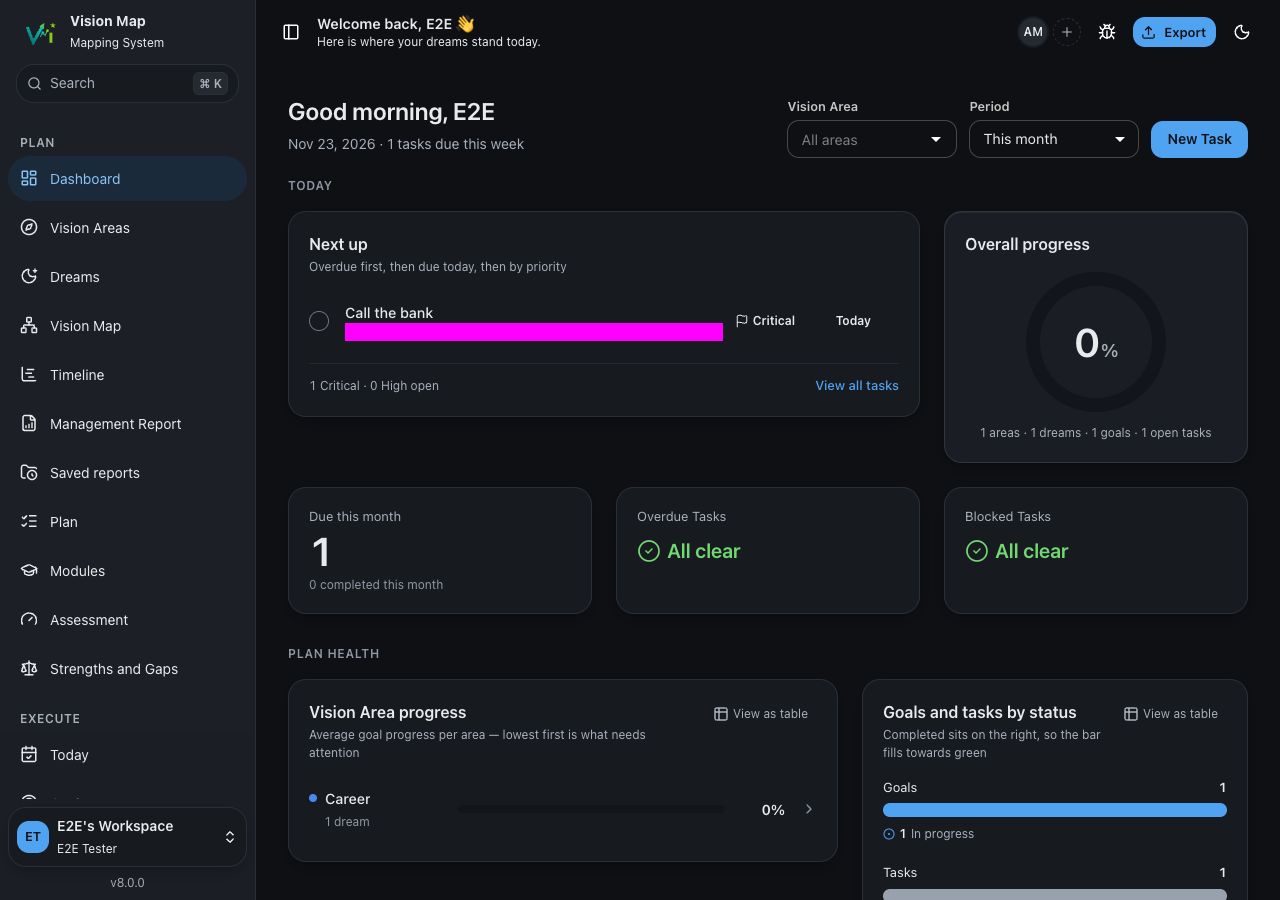 Vision Map
Mapping System
Search
⌘ K
PLAN
Dashboard
Vision Areas
Dreams
Vision Map
Timeline
Management Report
Saved reports
Plan
Modules
Assessment
Strengths and Gaps
EXECUTE
Today
ET
E2E's Workspace
E2E Tester
v8.0.0
Welcome back, E2E 👋
Here is where your dreams stand today.
AM
Export
Good morning, E2E
Nov 23, 2026 · 1 tasks due this week
Vision Area
All areas
Period
This month
New Task
TODAY
Next up
Overdue first, then due today, then by priority
Call the bank
Critical
Today
1 Critical · 0 High open
View all tasks
Overall progress
0%
1 areas · 1 dreams · 1 goals · 1 open tasks
Due this month
1
0 completed this month
Overdue Tasks
All clear
Blocked Tasks
All clear
PLAN HEALTH
Vision Area progress
View as table
Average goal progress per area — lowest first is what needs
attention
Career
1 dream
0%
Goals and tasks by status
View as table
Completed sits on the right, so the bar
fills towards green
Goals
1
1 In progress
Tasks
1